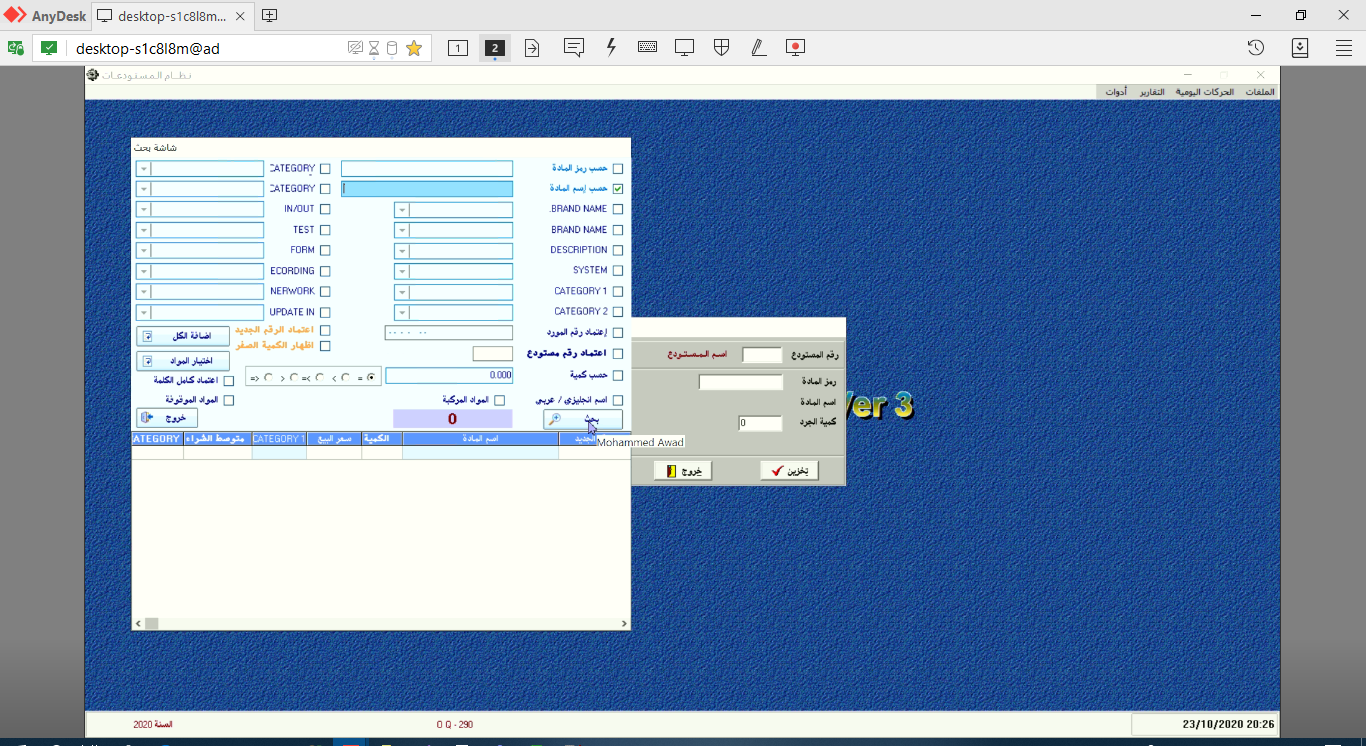 AnyDesk desktop-s1c8l8m...
desktop-s1c8l8m@ad 1 2
نظام المستودعات
الملفات الحركات اليومية التقارير أدوات
شاشة بحث
حسب رمز المادة CATEGORY
حسب إسم المادة CATEGORY
BRAND NAME. IN/OUT
BRAND NAME TEST
DESCRIPTION FORM
SYSTEM ECORDING
CATEGORY 1 NERWORK
CATEGORY 2 UPDATE IN
إعتماد رقم المورد اعتماد الرقم الجديد اضافة الكل
اعتماد رقم مستودع اظهار الكمية الصفر
اختيار المواد
حسب كمية 0.000 = < =< > =>
اعتماد كامل الكلمة
اسم انجليزي / عربي المواد المركبة المواد الموقوفة
بحث 0 خروج
الجديد اسم المادة الكمية سعر البيع CATEGORY 1 متوسط الشراء ATEGORY
Mohammed Awad
رقم المستودع اسم المستودع
رمز المادة
اسم المادة
كمية الجرد 0
تخزين خروج
Ver 3
السنة 2020
O Q - 290
23/10/2020 20:26